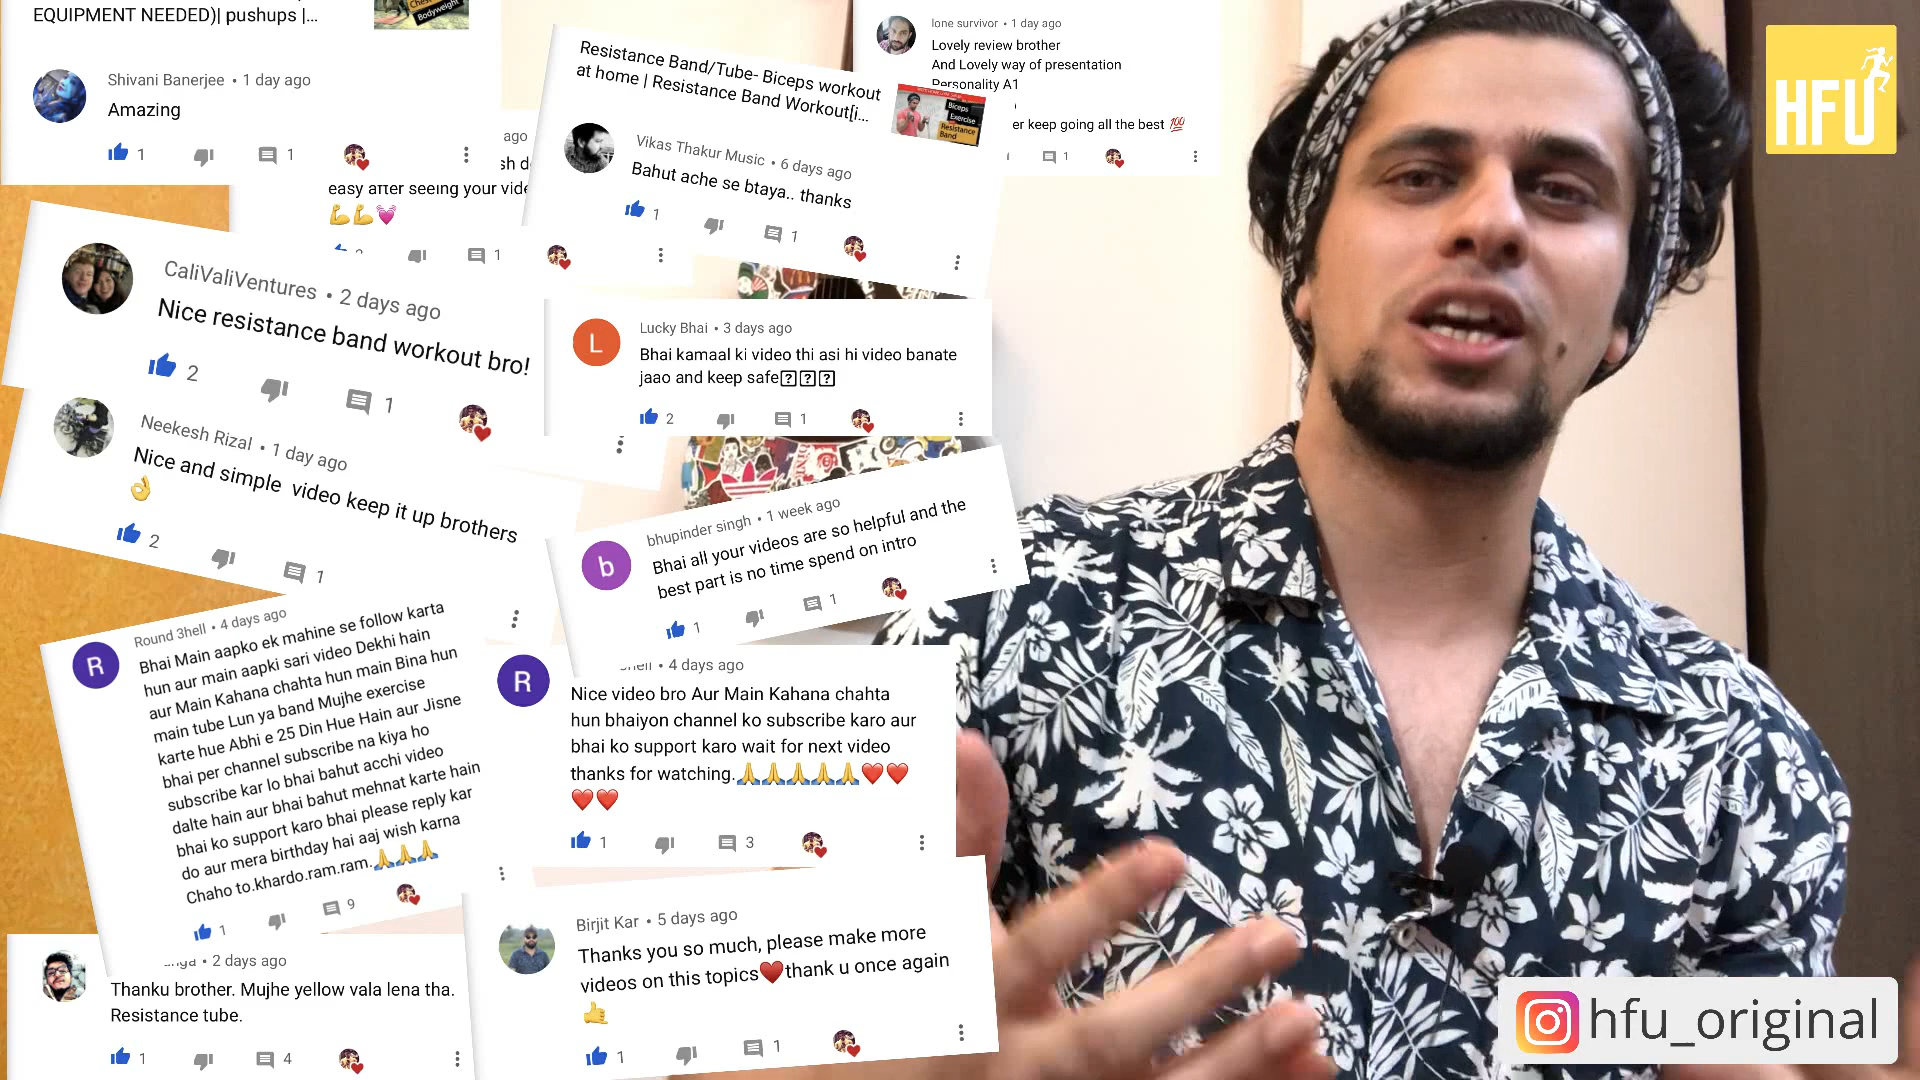 EQUIPMENT NEEDED)| pushups |...
Bodyweight
Shivani Banerjee • 1 day ago
Amazing
1
1
ago
easy after seeing your vide
1
Resistance Band/Tube- Biceps workout
at home | Resistance Band Workout[i...
Biceps
Exercise
Resistance
Band
Vikas Thakur Music • 6 days ago
Bahut ache se btaya.. thanks
1
1
lone survivor • 1 day ago
Lovely review brother
And Lovely way of presentation
Personality A1
er keep going all the best 💯
1
HFU
CaliValiVentures • 2 days ago
Nice resistance band workout bro!
2
1
Lucky Bhai • 3 days ago
L
Bhai kamaal ki video thi asi hi video banate
jaao and keep safe
2
1
Neekesh Rizal • 1 day ago
Nice and simple video keep it up brothers
👌
2
1
bhupinder singh • 1 week ago
b
Bhai all your videos are so helpful and the
best part is no time spend on intro
1
1
Round 3hell • 4 days ago
R
Bhai Main aapko ek mahine se follow karta
hun aur main aapki sari video Dekhi hain
aur Main Kahana chahta hun main Bina hun
main tube Lun ya band Mujhe exercise
karte hue Abhi e 25 Din Hue Hain aur Jisne
bhai per channel subscribe na kiya ho
subscribe kar lo bhai bahut acchi video
dalte hain aur bhai bahut mehnat karte hain
bhai ko support karo bhai please reply kar
do aur mera birthday hai aaj wish karna
Chaho to.khardo.ram.ram.🙏🙏🙏
1
9
• 4 days ago
R
Nice video bro Aur Main Kahana chahta
hun bhaiyon channel ko subscribe karo aur
bhai ko support karo wait for next video
thanks for watching.🙏🙏🙏🙏🙏❤️❤️
❤️❤️
1
3
• 2 days ago
Thanku brother. Mujhe yellow vala lena tha.
Resistance tube.
1
4
Birjit Kar • 5 days ago
Thanks you so much, please make more
videos on this topics❤️thank u once again
🤙
1
1
hfu_original